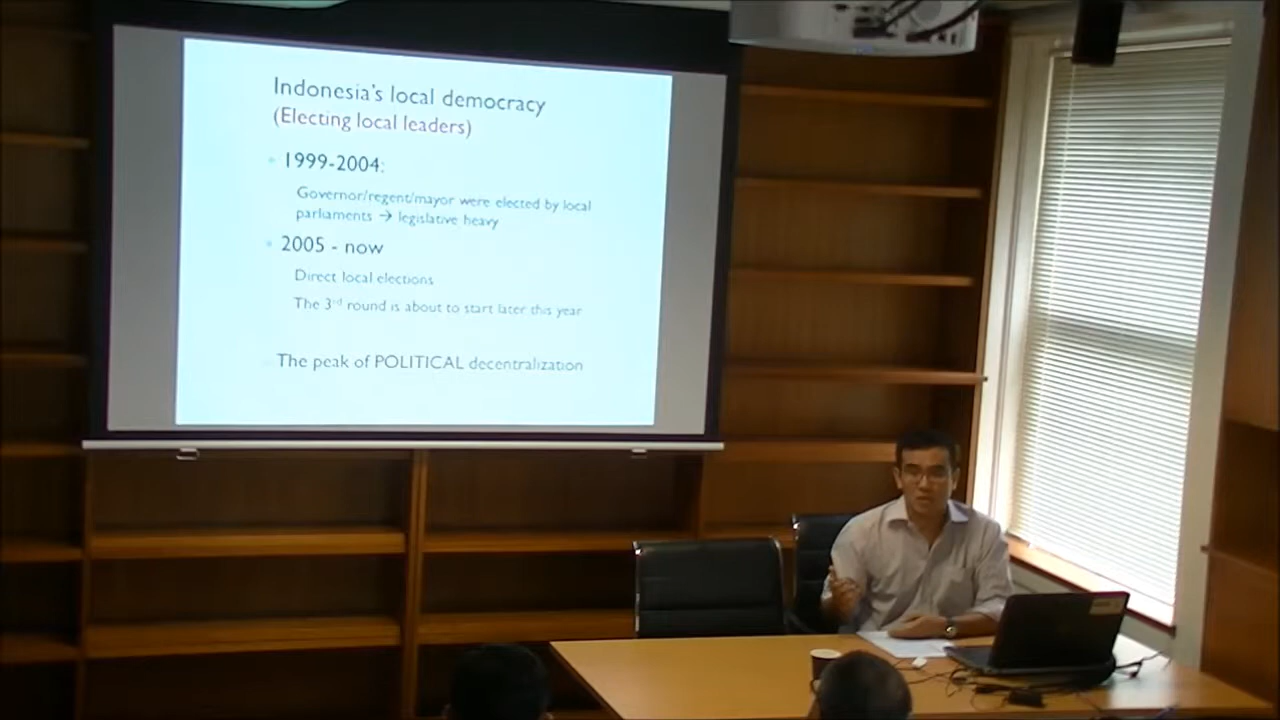 Indonesia's local democracy
(Electing local leaders)
1999-2004:
Governor/regent/mayor were elected by local
parliaments → legislative heavy
2005 - now
Direct local elections
The 3rd round is about to start later this year
The peak of POLITICAL decentralization